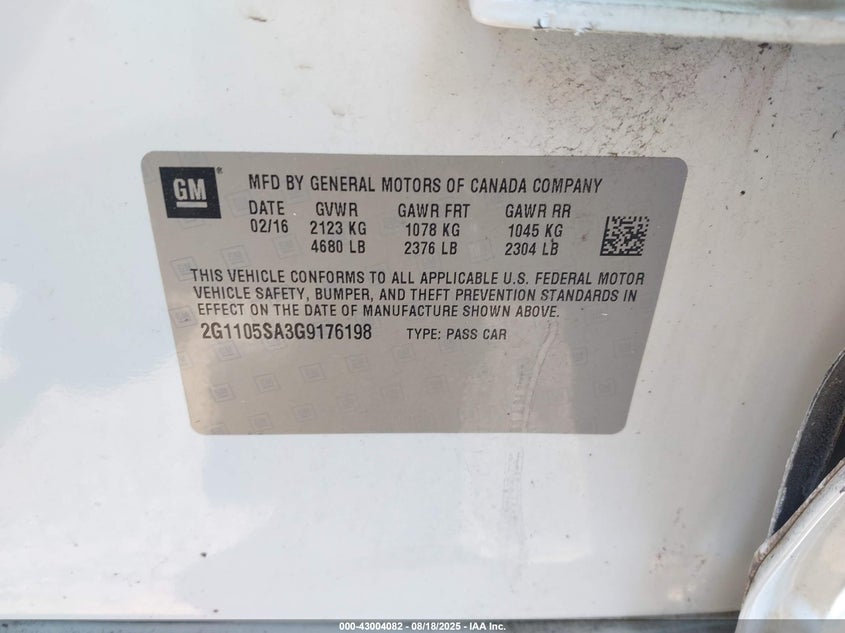 GM
MFD BY GENERAL MOTORS OF CANADA COMPANY
DATE GVWR GAWR FRT GAWR RR
02/16 2123 KG 1078 KG 1045 KG
4680 LB 2376 LB 2304 LB
THIS VEHICLE CONFORMS TO ALL APPLICABLE U.S. FEDERAL MOTOR
VEHICLE SAFETY, BUMPER, AND THEFT PREVENTION STANDARDS IN
EFFECT ON THE DATE OF MANUFACTURE SHOWN ABOVE.
2G1105SA3G9176198 TYPE: PASS CAR
000-43004082 - 08/18/2025 - IAA Inc.